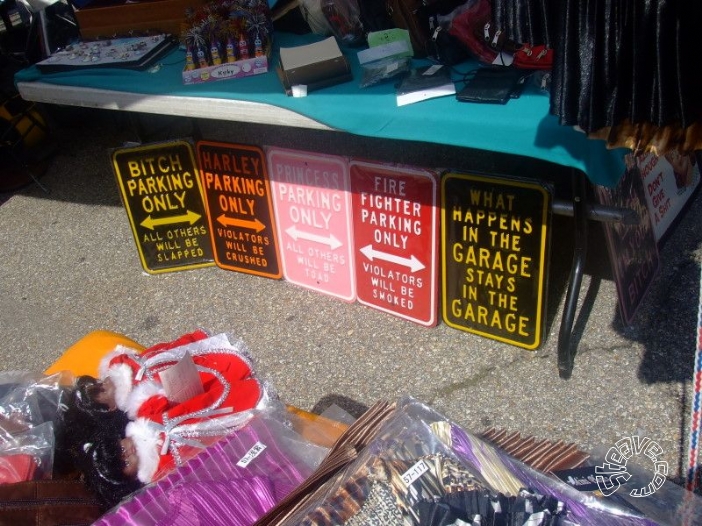 BITCH
PARKING
ONLY
ALL OTHERS
WILL BE
SLAPPED
HARLEY
PARKING
ONLY
VIOLATORS
WILL BE
CRUSHED
PRINCESS
PARKING
ONLY
ALL OTHERS
WILL BE
TOAD
FIRE
FIGHTER
PARKING
ONLY
VIOLATORS
WILL BE
SMOKED
WHAT
HAPPENS
IN THE
GARAGE
STAYS
IN THE
GARAGE
DON'T